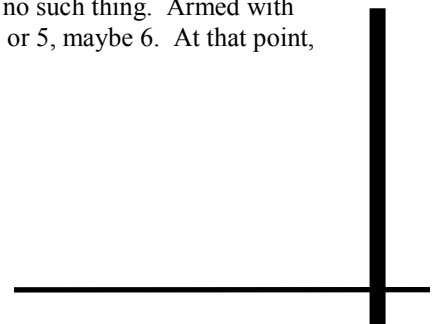 no such thing.  Armed with
or 5, maybe 6.  At that point,